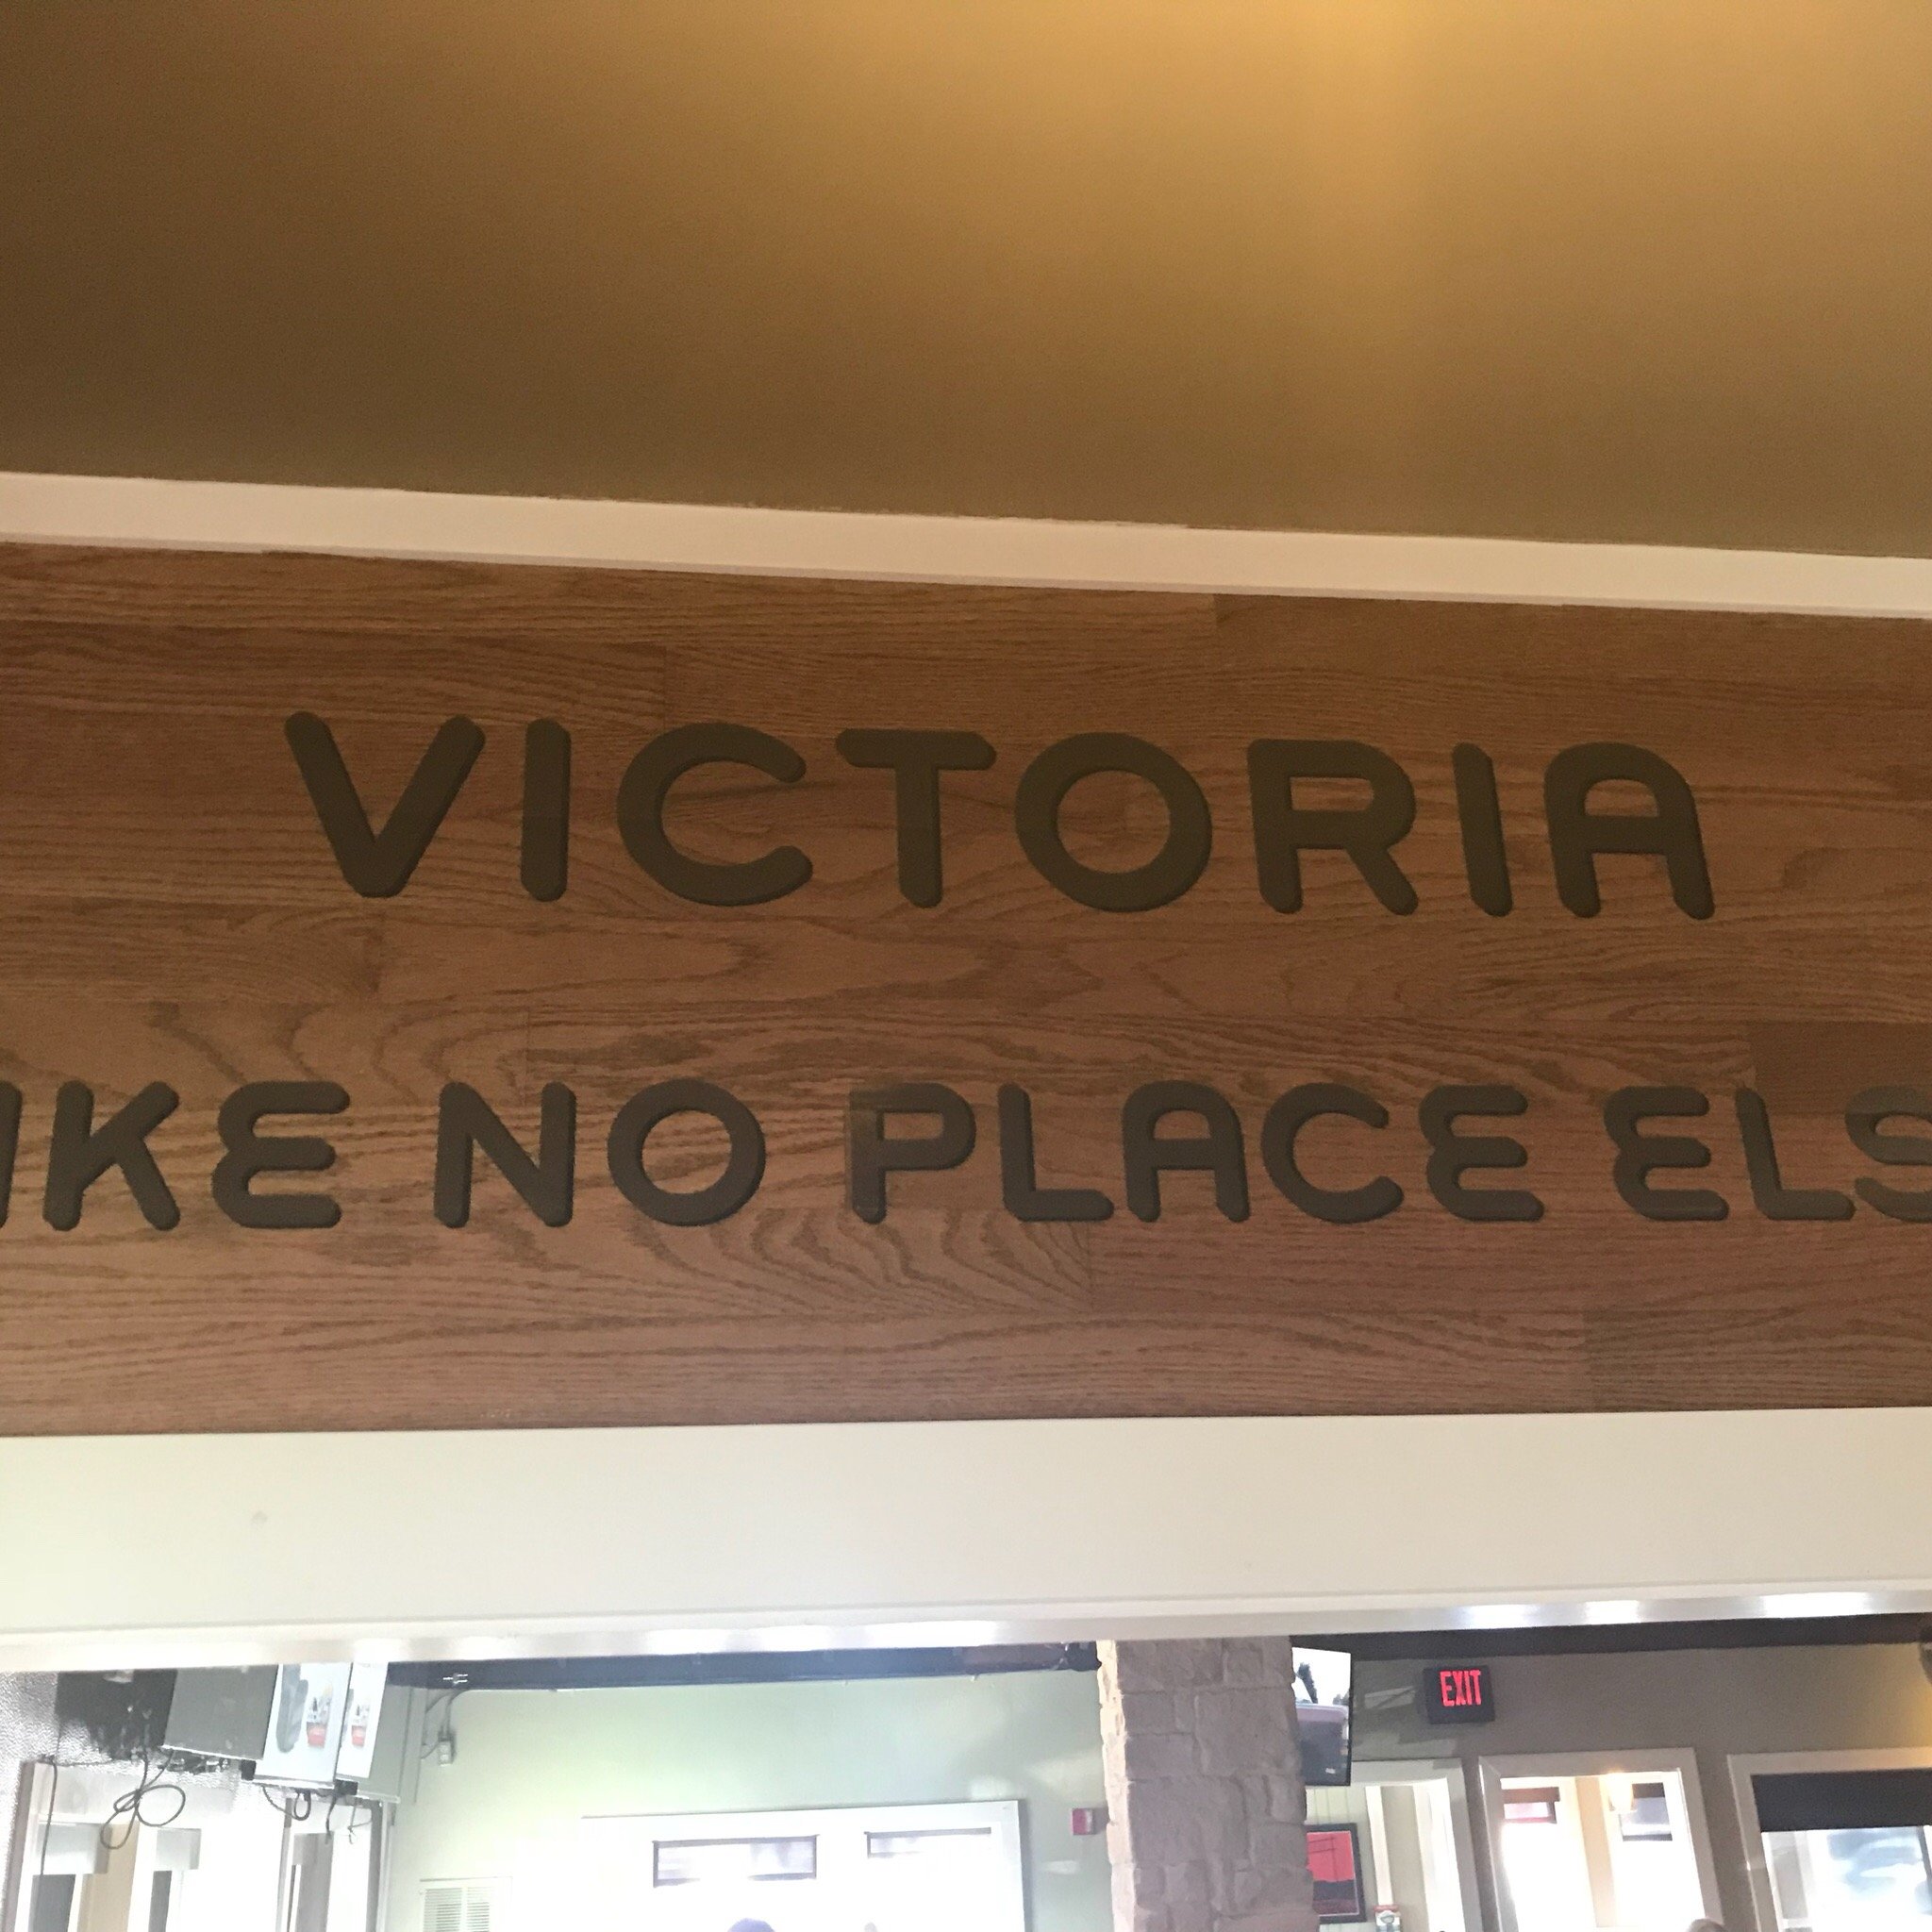 VICTORIA
IKE NO PLACE ELS
EXIT